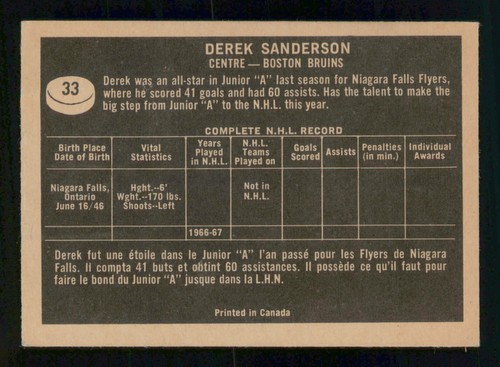 DEREK SANDERSON
CENTRE — BOSTON BRUINS
33
Derek was an all-star in Junior "A" last season for Niagara Falls Flyers,
where he scored 41 goals and had 60 assists. Has the talent to make the
big step from Junior "A" to the N.H.L. this year.
COMPLETE N.H.L. RECORD
Birth Place Date of Birth Vital Statistics Years Played in N.H.L. N.H.L. Teams Played on Goals Scored Assists Penalties (in min.) Individual Awards
Niagara Falls, Hght.--6' Not in
Ontario Wght.--170 lbs. N.H.L.
June 16/46 Shoots--Left
1966-67
Derek fut une étoile dans le Junior "A" l'an passé pour les Flyers de Niagara
Falls. Il compta 41 buts et obtint 60 assistances. Il possède ce qu'il faut pour
faire le bond du Junior "A" jusque dans la L.H.N.
Printed in Canada